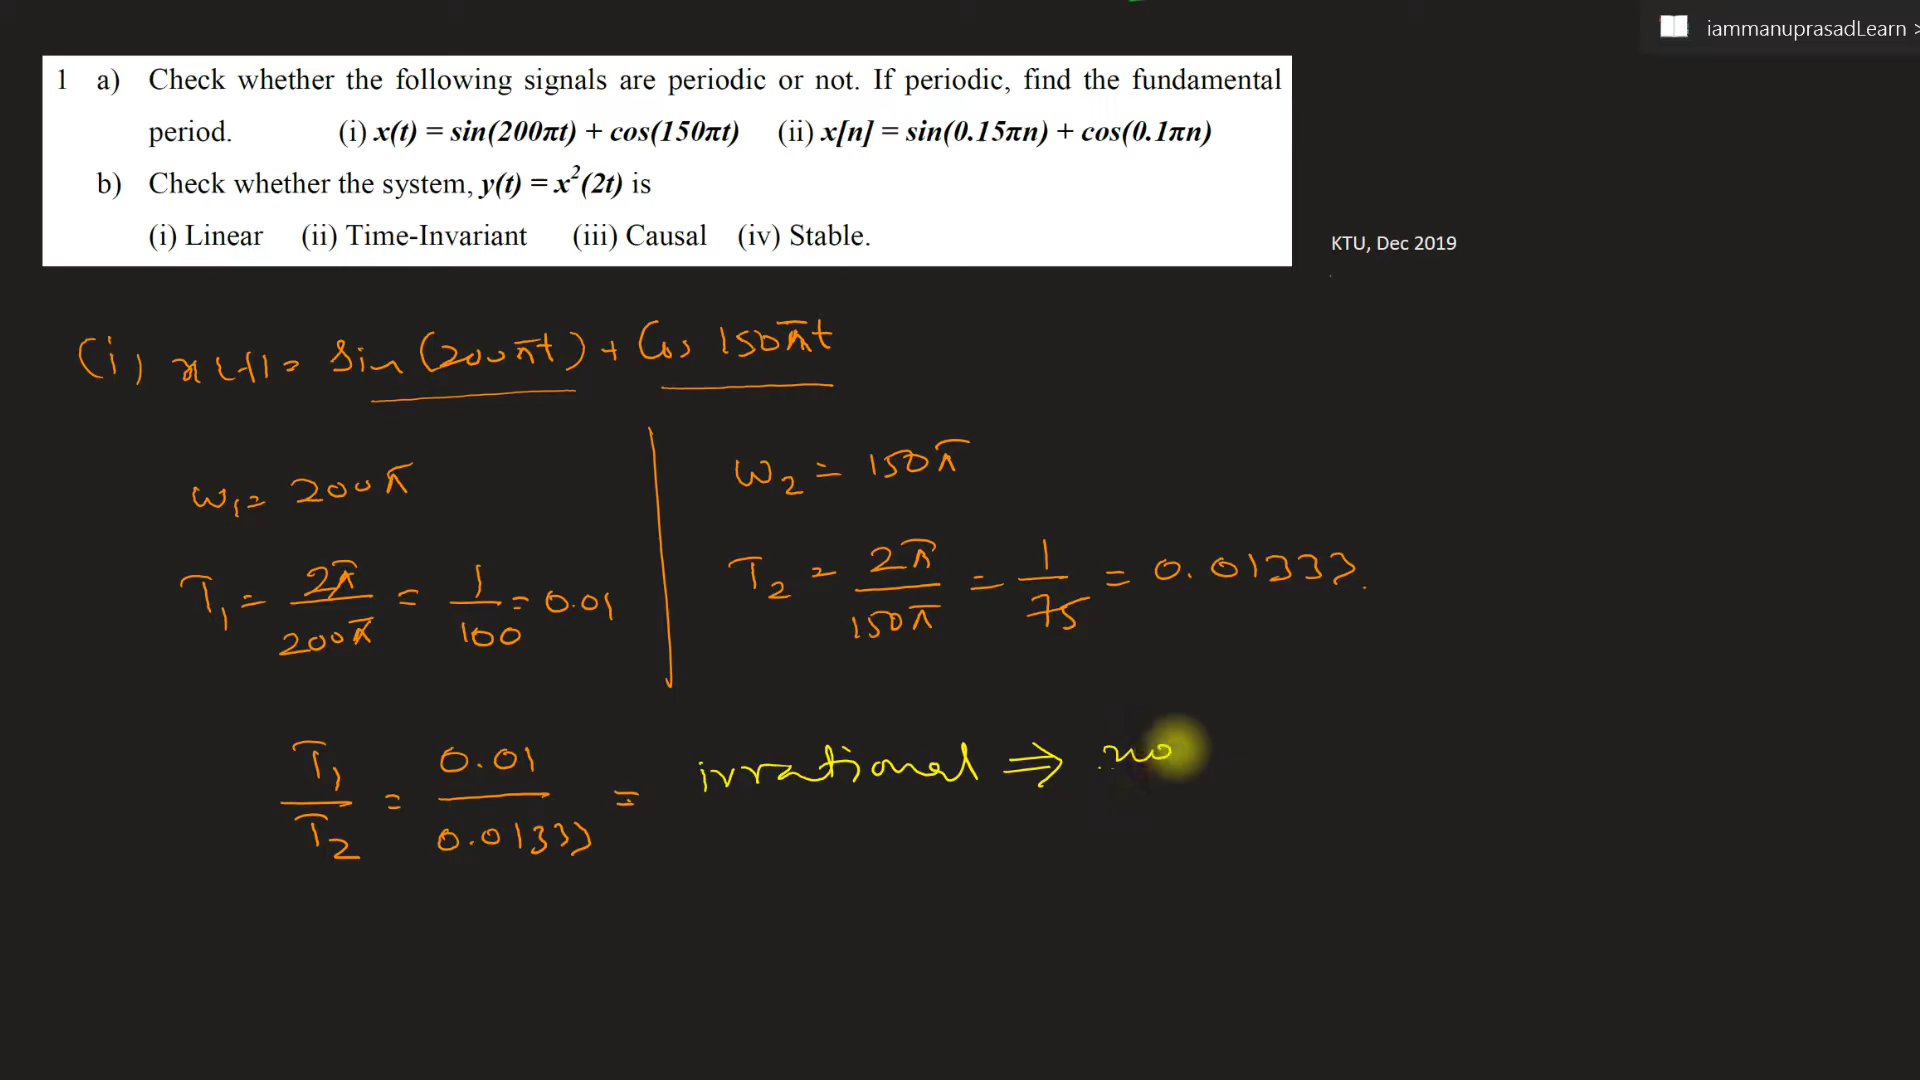 iammanuprasadLearn >
1 a) Check whether the following signals are periodic or not. If periodic, find the fundamental
period. (i) x(t) = sin(200πt) + cos(150πt) (ii) x[n] = sin(0.15πn) + cos(0.1πn)
b) Check whether the system, y(t) = x²(2t) is
(i) Linear (ii) Time-Invariant (iii) Causal (iv) Stable.
KTU, Dec 2019
(i) x(t) = Sin (200πt) + Cos 150πt
ω₁ = 200π
ω₂ = 150π
T₁ = 2π/200π = 1/100 = 0.01
T₂ = 2π/150π = 1/75 = 0.01333.
T₁/T₂ = 0.01/0.01333 = irrational ⇒ no